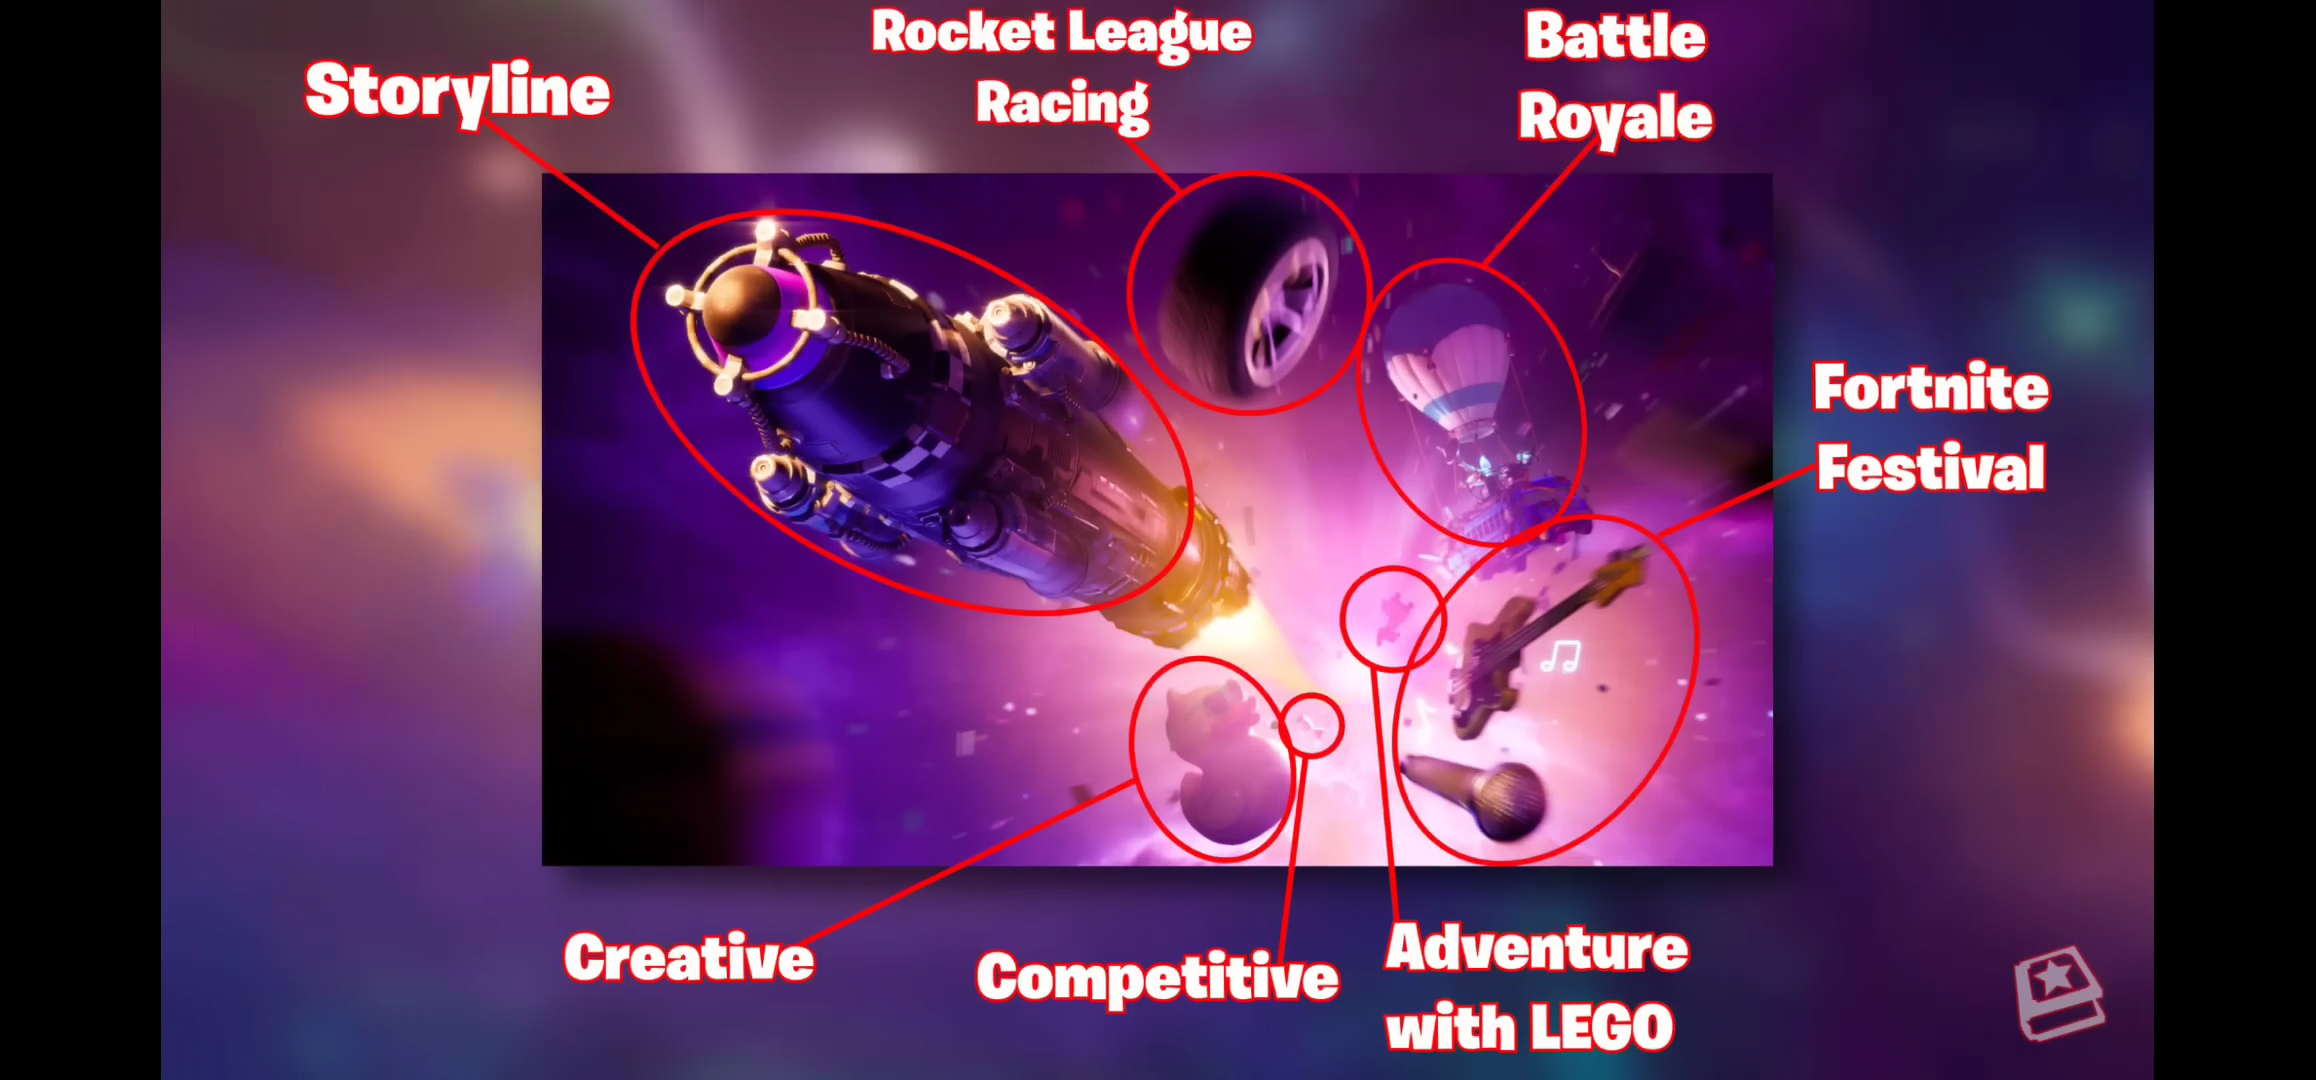 Storyline
Rocket League
Racing
Battle
Royale
Fortnite
Festival
Creative
Competitive
Adventure
with LEGO